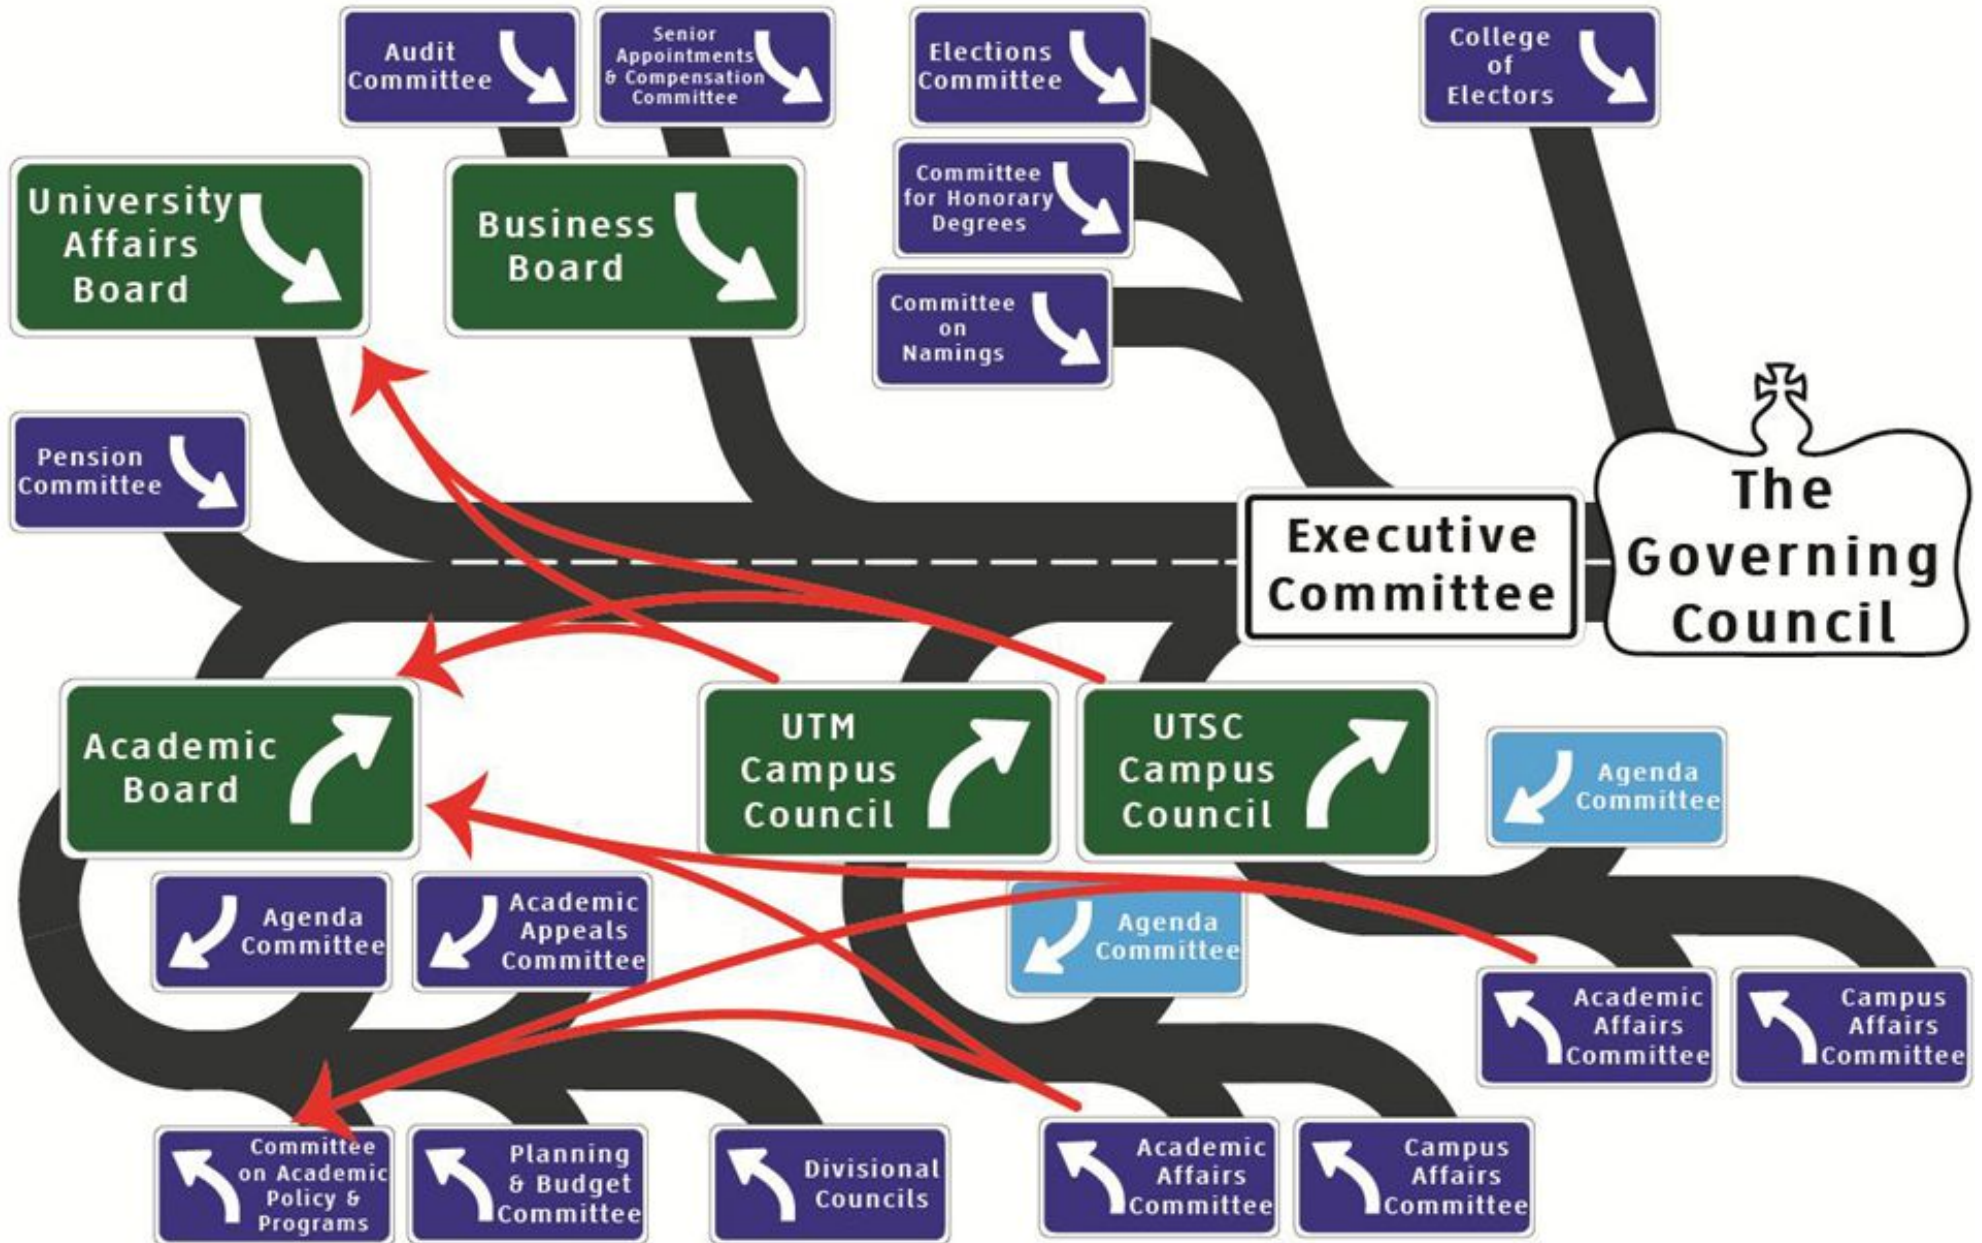 Audit
Committee
Senior
Appointments
& Compensation
Committee
Elections
Committee
College
of
Electors
University
Affairs
Board
Business
Board
Committee
for Honorary
Degrees
Committee
on
Namings
Pension
Committee
Executive
Committee
The
Governing
Council
Academic
Board
UTM
Campus
Council
UTSC
Campus
Council
Agenda
Committee
Agenda
Committee
Academic
Appeals
Committee
Agenda
Committee
Academic
Affairs
Committee
Campus
Affairs
Committee
Committee
on Academic
Policy &
Programs
Planning
& Budget
Committee
Divisional
Councils
Academic
Affairs
Committee
Campus
Affairs
Committee